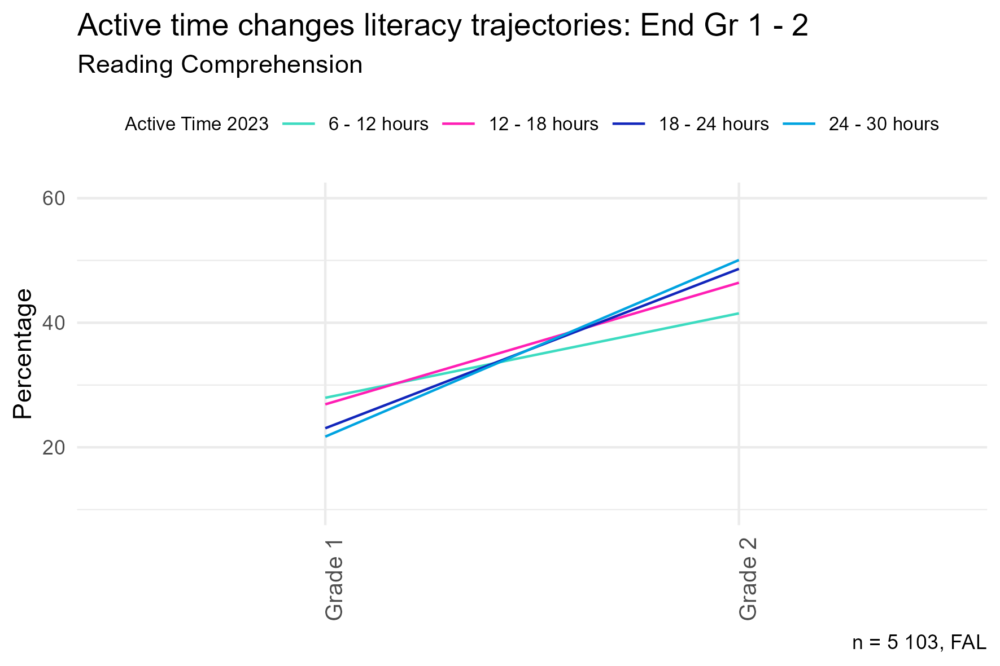 Active time changes literacy trajectories: End Gr 1 - 2
Reading Comprehension
Active Time 2023 6 - 12 hours 12 - 18 hours 18 - 24 hours 24 - 30 hours
60
40
20
Percentage
Grade 1
Grade 2
n = 5 103, FAL